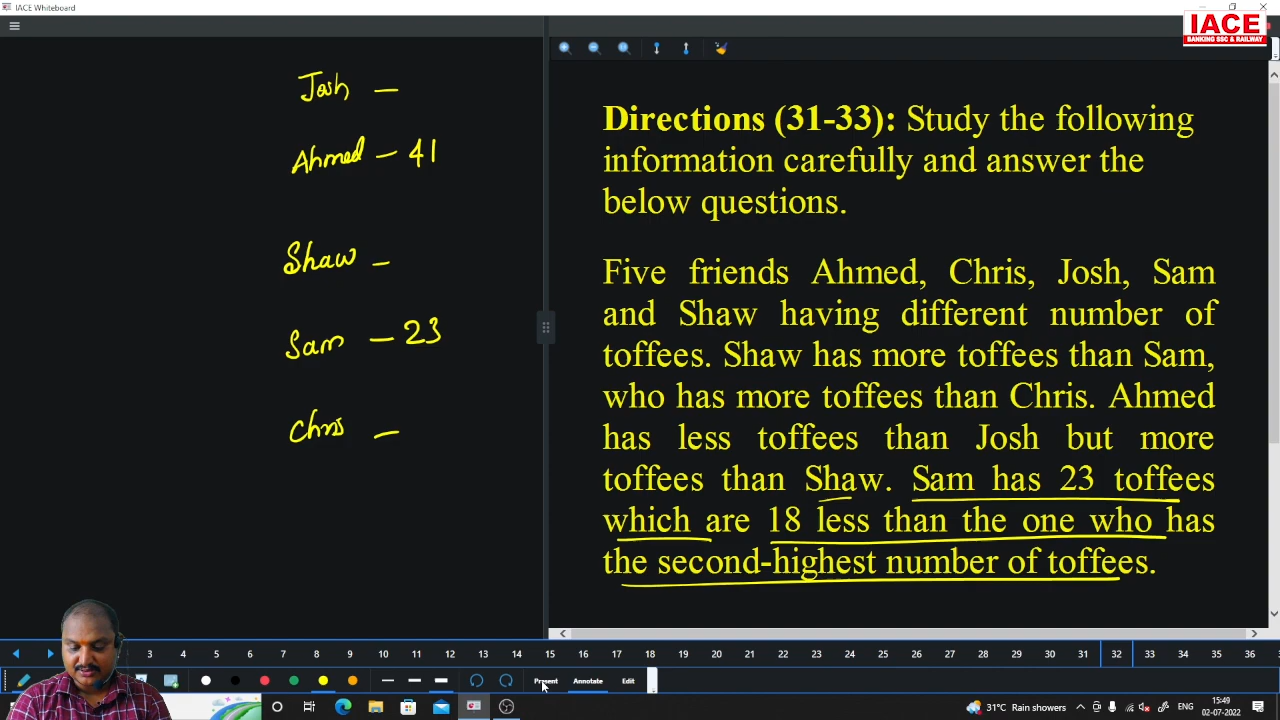 IACE Whiteboard
IACE
BANKING SSC & RAILWAY
Josh –
Ahmed – 41
Shaw –
Sam – 23
Chris –
Directions (31-33): Study the following
information carefully and answer the
below questions.
Five friends Ahmed, Chris, Josh, Sam
and Shaw having different number of
toffees. Shaw has more toffees than Sam,
who has more toffees than Chris. Ahmed
has less toffees than Josh but more
toffees than Shaw. Sam has 23 toffees
which are 18 less than the one who has
the second-highest number of toffees.
3 4 5 6 7 8 9 10 11 12 13 14 15 16 17 18 19 20 21 22 23 24 25 26 27 28 29 30 31 32 33 34 35
Present Annotate Edit
31°C Rain showers ENG 15:49
02-07-2022